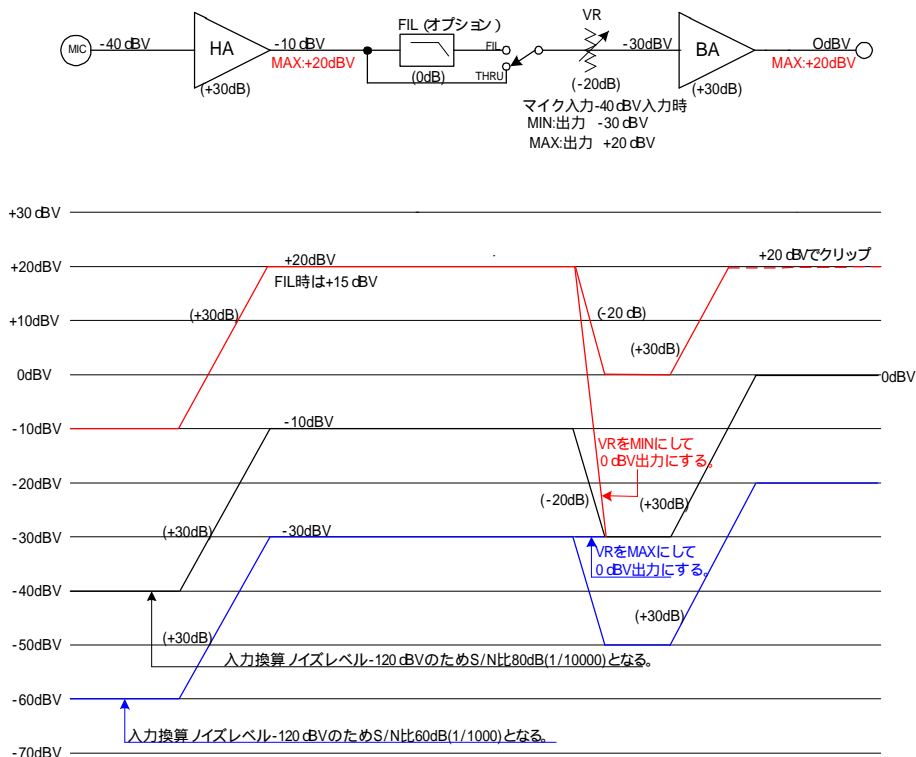 VR
FIL (オプション)
MIC
-40 dBV
HA
-10 dBV
MAX:+20dBV
(+30dB)
(0dB)
FIL
THRU
(-20dB)
-30dBV
BA
(+30dB)
0dBV
MAX:+20dBV
マイク入力-40 dBV入力時
MIN:出力 -30 dBV
MAX:出力 +20 dBV
+30 dBV
+20dBV
+20dBV
+20 dBVでクリップ
FIL時は+15 dBV
+10dBV
(+30dB)
(-20 dB)
(+30dB)
0dBV
0dBV
-10dBV
-10dBV
VRをMINにして
0 dBV出力にする。
-20dBV
(-20dB)
(+30dB)
-30dBV
(+30dB)
-30dBV
VRをMAXにして
0 dBV出力にする。
-40dBV
(+30dB)
-50dBV
(+30dB)
入力換算ノイズレベル-120 dBVのためS/N比80dB(1/10000)となる。
-60dBV
入力換算ノイズレベル-120 dBVのためS/N比60dB(1/1000)となる。
-70dBV